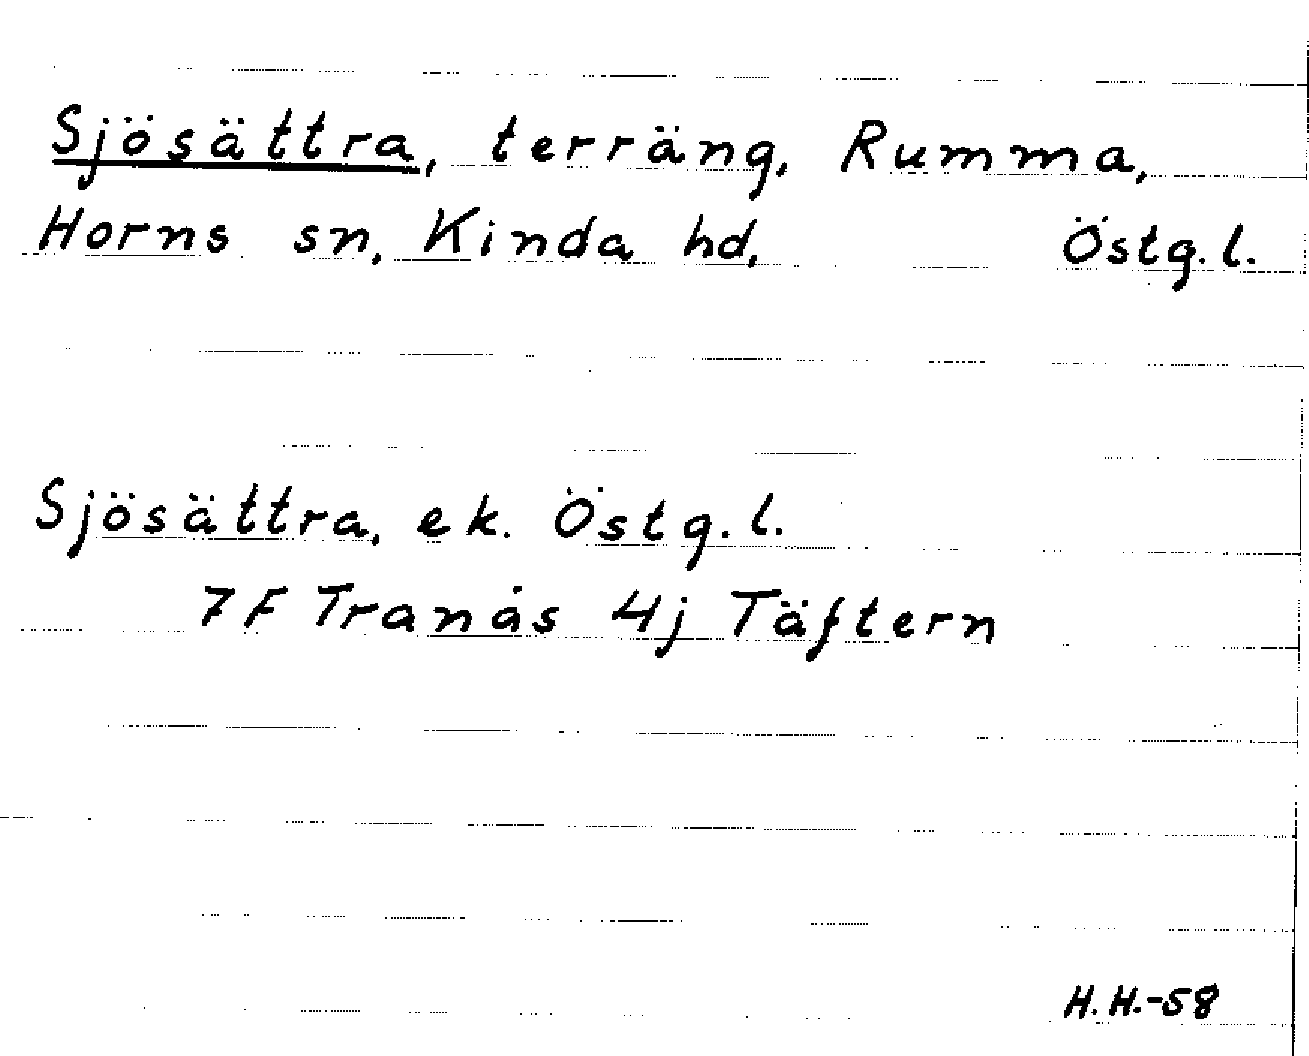 Sjösättra, terräng, Rumma,
Horns sn, Kinda hd, Östg.l.
Sjösättra, ek. Östg.l.
7F Tranås 4j Täftern
H.H.-58